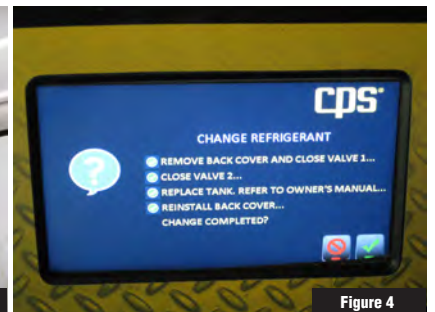 cps
CHANGE REFRIGERANT
REMOVE BACK COVER AND CLOSE VALVE 1...
CLOSE VALVE 2...
REPLACE TANK. REFER TO OWNER'S MANUAL...
REINSTALL BACK COVER...
CHANGE COMPLETED?
Figure 4